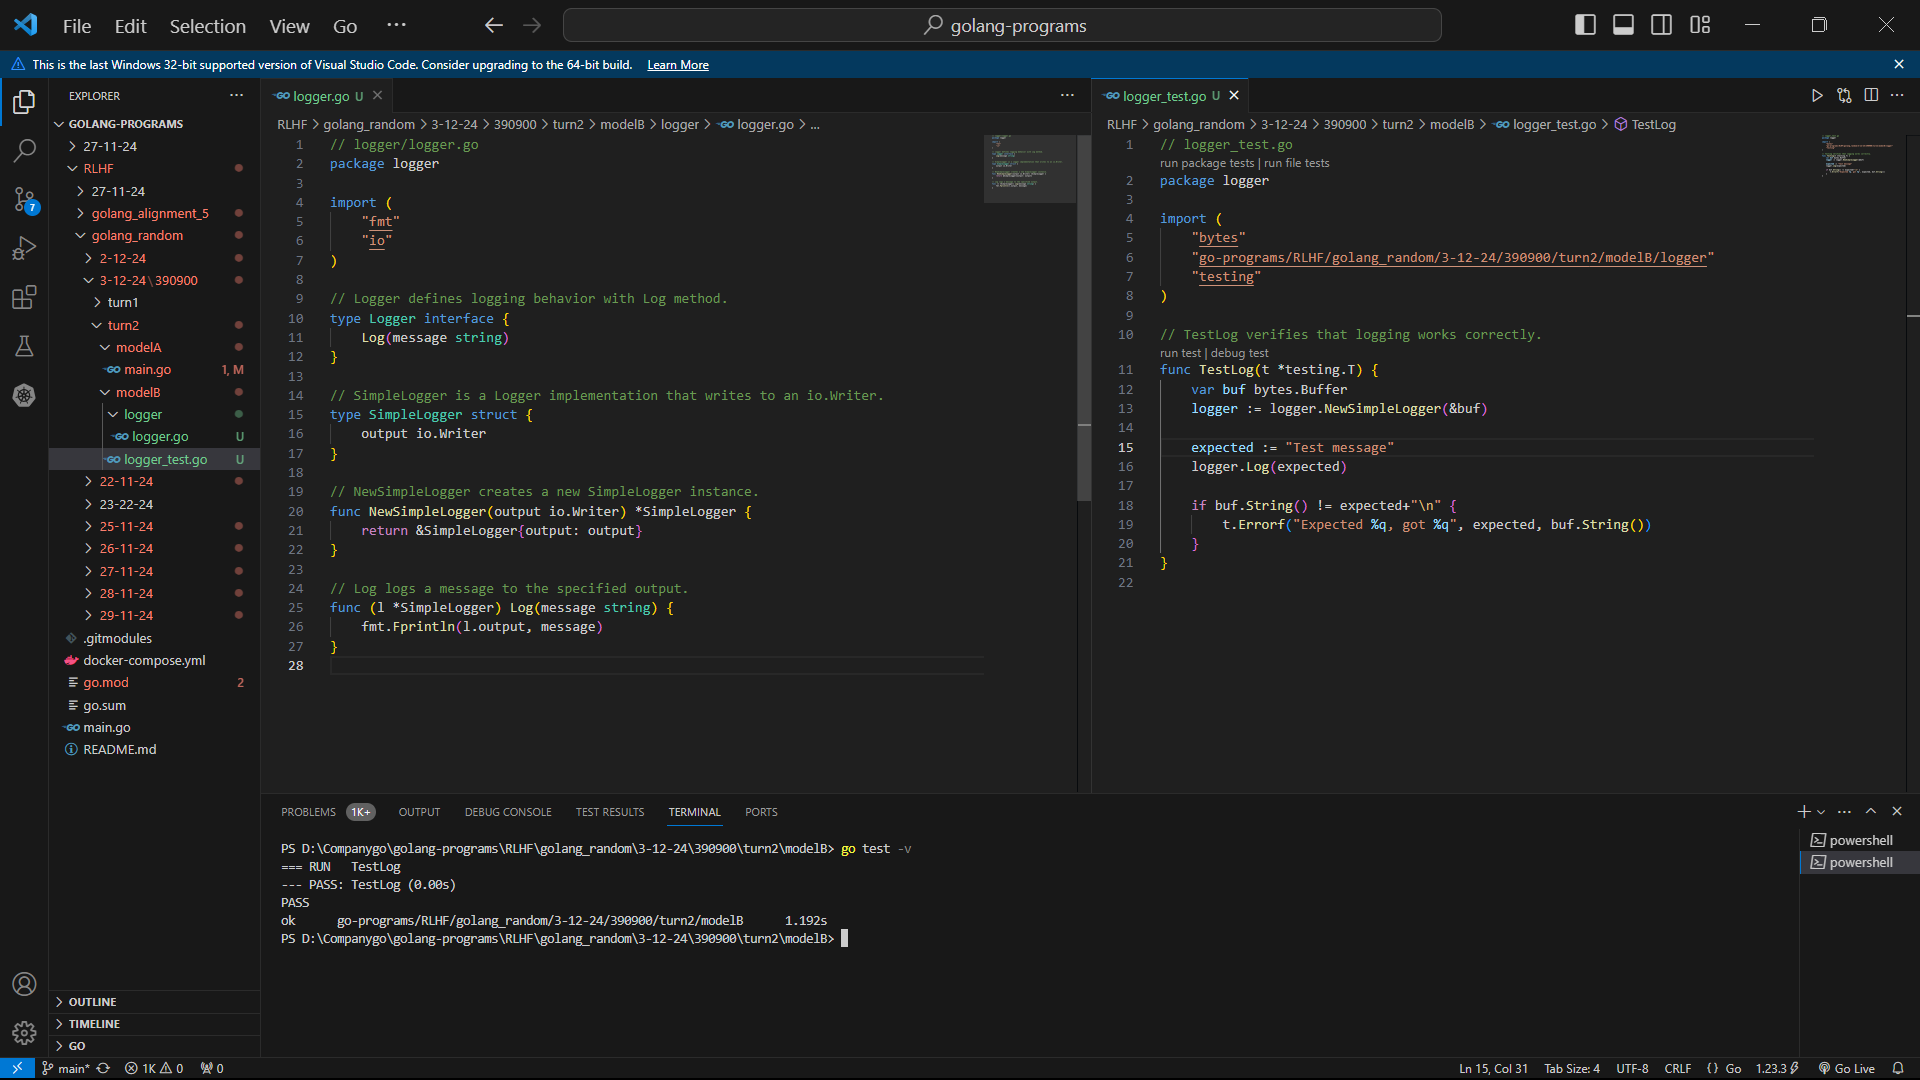 File Edit Selection View Go ··· golang-programs
This is the last Windows 32-bit supported version of Visual Studio Code. Consider upgrading to the 64-bit build. Learn More
EXPLORER
GOLANG-PROGRAMS
27-11-24
RLHF
27-11-24
golang_alignment_5
golang_random
2-12-24
3-12-24\390900
turn1
turn2
modelA
main.go 1, M
modelB
logger
logger.go U
logger_test.go U
22-11-24
23-22-24
25-11-24
26-11-24
27-11-24
28-11-24
29-11-24
.gitmodules
docker-compose.yml
go.mod 2
go.sum
main.go
README.md
OUTLINE
TIMELINE
GO
7
GO logger.go U
RLHF > golang_random > 3-12-24 > 390900 > turn2 > modelB > logger > GO logger.go > ...
1 // logger/logger.go
2 package logger
3
4 import (
5 "fmt"
6 "io"
7 )
8
9 // Logger defines logging behavior with Log method.
10 type Logger interface {
11 Log(message string)
12 }
13
14 // SimpleLogger is a Logger implementation that writes to an io.Writer.
15 type SimpleLogger struct {
16 output io.Writer
17 }
18
19 // NewSimpleLogger creates a new SimpleLogger instance.
20 func NewSimpleLogger(output io.Writer) *SimpleLogger {
21 return &SimpleLogger{output: output}
22 }
23
24 // Log logs a message to the specified output.
25 func (l *SimpleLogger) Log(message string) {
26 fmt.Fprintln(l.output, message)
27 }
28
GO logger_test.go U
RLHF > golang_random > 3-12-24 > 390900 > turn2 > modelB > GO logger_test.go > TestLog
1 // logger_test.go
run package tests | run file tests
2 package logger
3
4 import (
5 "bytes"
6 "go-programs/RLHF/golang_random/3-12-24/390900/turn2/modelB/logger"
7 "testing"
8 )
9
10 // TestLog verifies that logging works correctly.
run test | debug test
11 func TestLog(t *testing.T) {
12 var buf bytes.Buffer
13 logger := logger.NewSimpleLogger(&buf)
14
15 expected := "Test message"
16 logger.Log(expected)
17
18 if buf.String() != expected+"\n" {
19 t.Errorf("Expected %q, got %q", expected, buf.String())
20 }
21 }
22
PROBLEMS 1K+ OUTPUT DEBUG CONSOLE TEST RESULTS TERMINAL PORTS
PS D:\Companygo\golang-programs\RLHF\golang_random\3-12-24\390900\turn2\modelB> go test -v
=== RUN TestLog
--- PASS: TestLog (0.00s)
PASS
ok go-programs/RLHF/golang_random/3-12-24/390900/turn2/modelB 1.192s
PS D:\Companygo\golang-programs\RLHF\golang_random\3-12-24\390900\turn2\modelB>
powershell
powershell
main* 1K 0 0 Ln 15, Col 31 Tab Size: 4 UTF-8 CRLF {} Go 1.23.3 Go Live